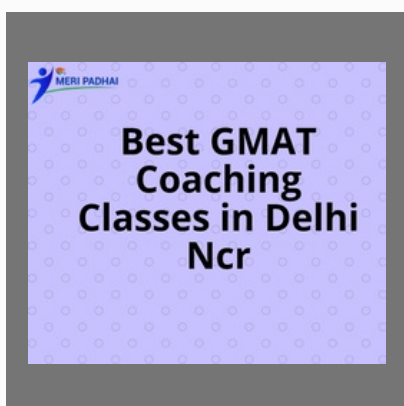 MERI PADHAI
Best GMAT
Coaching
Classes in Delhi
Ncr